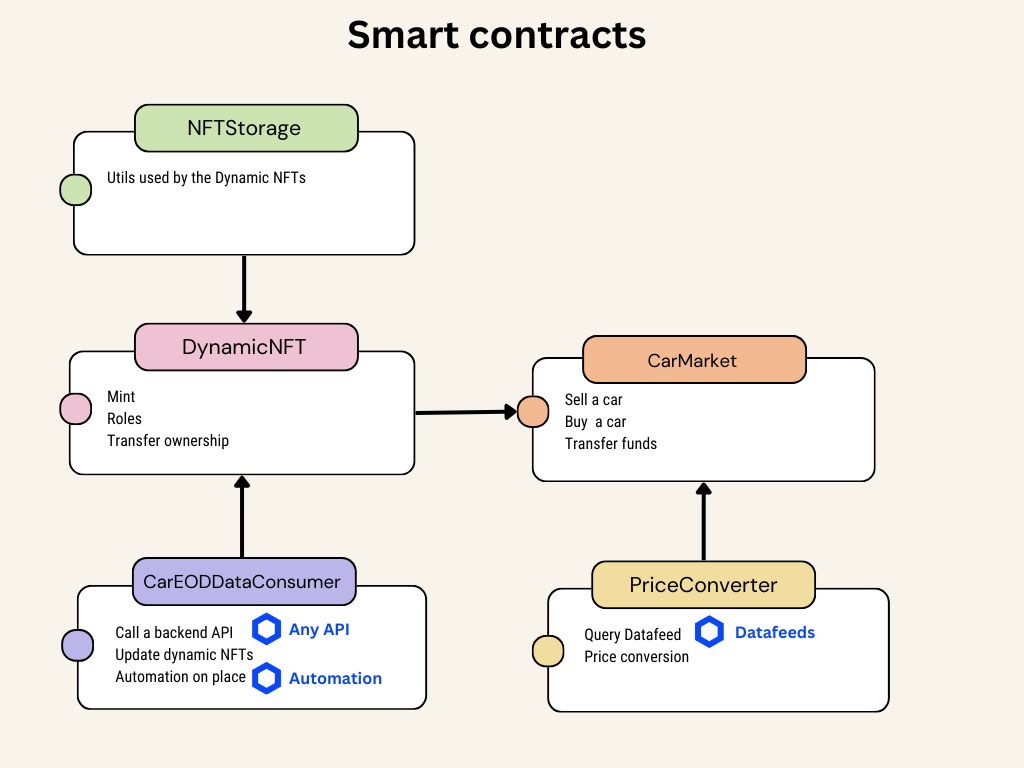 Smart contracts
NFTStorage
Utils used by the Dynamic NFTs
DynamicNFT
Mint
Roles
Transfer ownership
CarMarket
Sell a car
Buy  a car
Transfer funds
CarEODDataConsumer
Call a backend API
Any API
Update dynamic NFTs
Automation on place
Automation
PriceConverter
Query Datafeed
Datafeeds
Price conversion